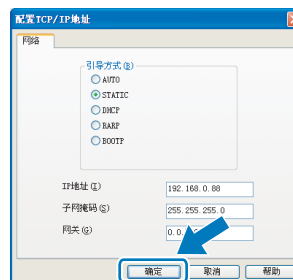 配置TCP/IP地址
网络
引导方式(B)
AUTO
STATIC
DHCP
RARP
BOOTP
IP地址(I) 192.168.0.88
子网掩码(S) 255.255.255.0
网关(G) 0.0.
确定 取消 帮助